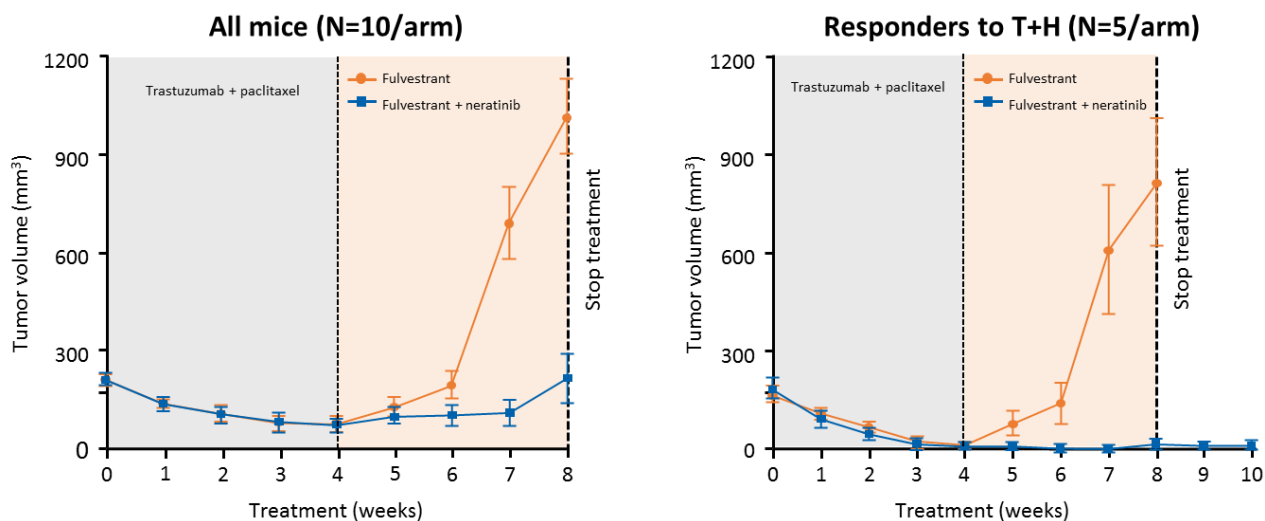 All mice (N=10/arm)
1200
900
600
300
0
Tumor volume (mm³)
Trastuzumab + paclitaxel
Fulvestrant
Fulvestrant + neratinib
Stop treatment
0 1 2 3 4 5 6 7 8
Treatment (weeks)
Responders to T+H (N=5/arm)
1200
900
600
300
0
Tumor volume (mm³)
Trastuzumab + paclitaxel
Fulvestrant
Fulvestrant + neratinib
Stop treatment
0 1 2 3 4 5 6 7 8 9 10
Treatment (weeks)